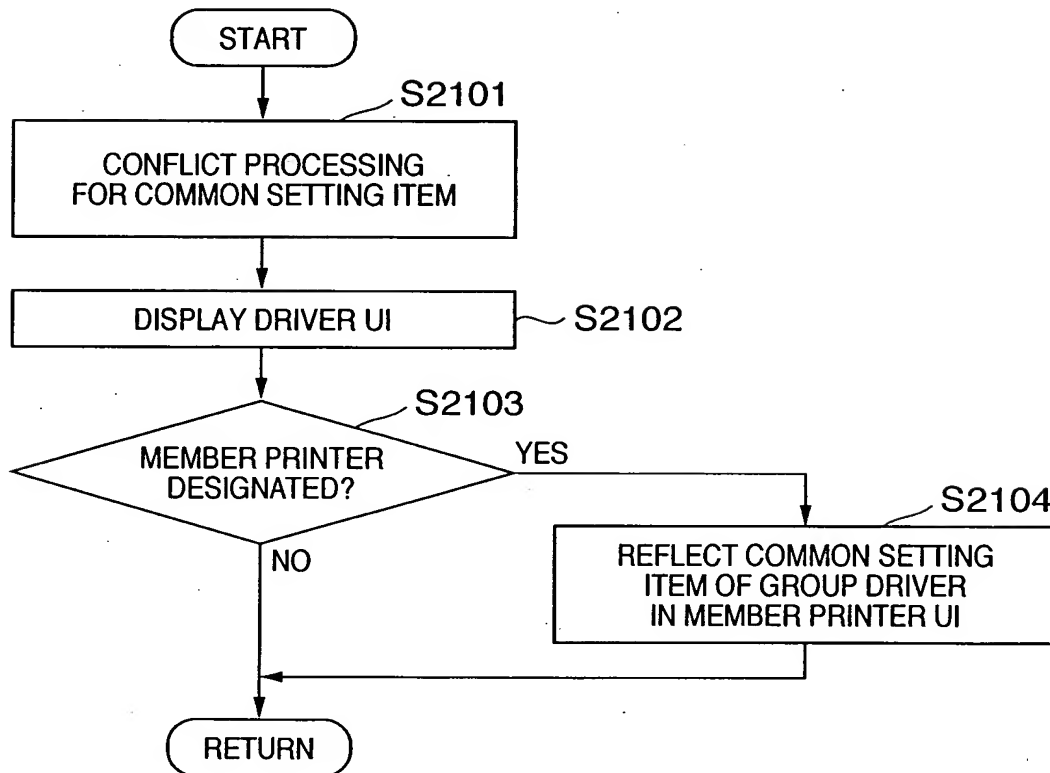 START
S2101
CONFLICT PROCESSING
FOR COMMON SETTING ITEM
DISPLAY DRIVER UI
S2102
S2103
MEMBER PRINTER
DESIGNATED?
YES
NO
S2104
REFLECT COMMON SETTING
ITEM OF GROUP DRIVER
IN MEMBER PRINTER UI
RETURN